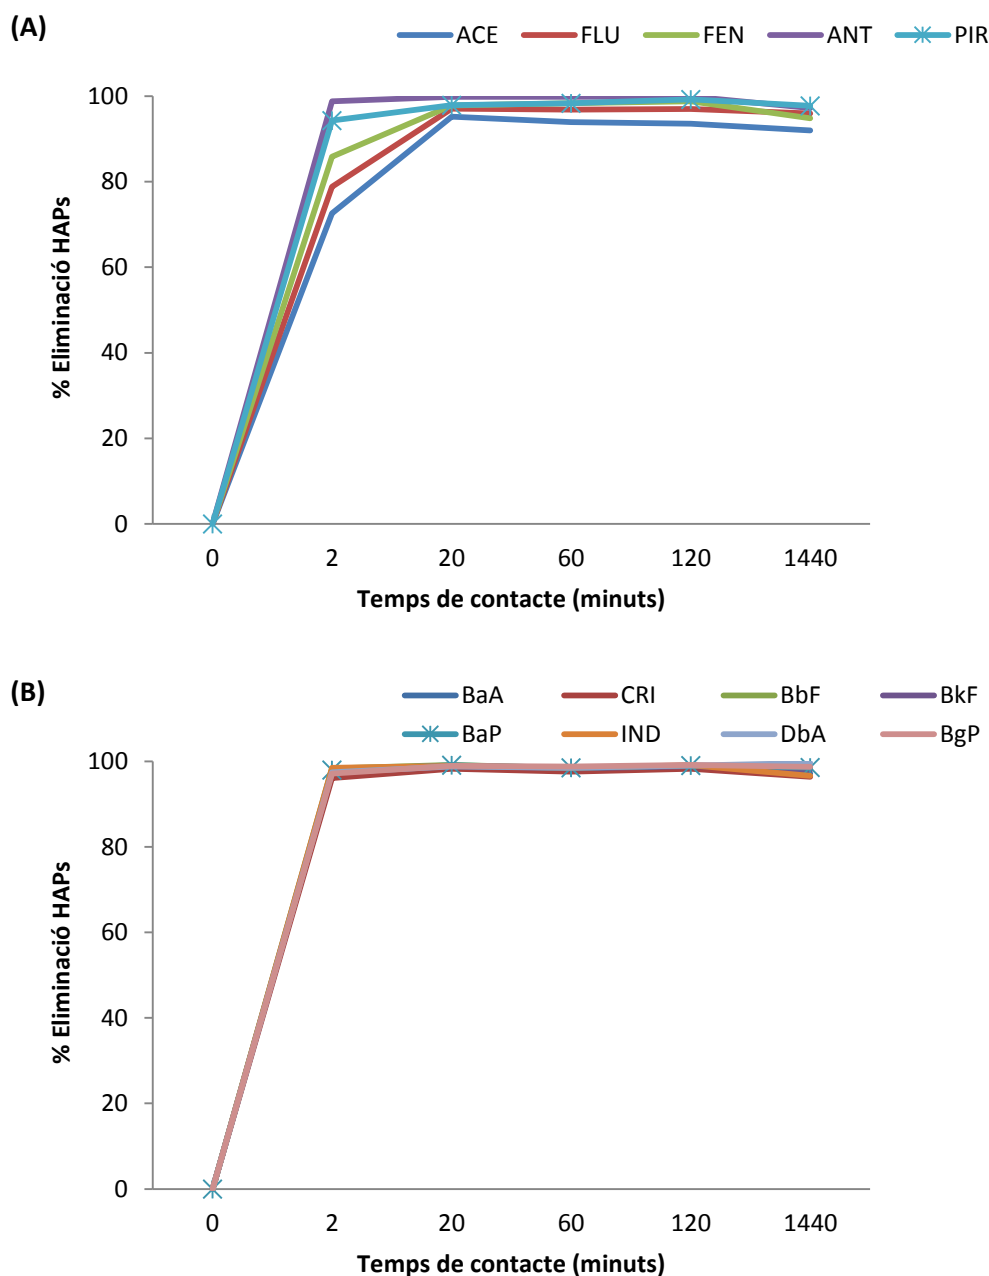 (A)
ACE FLU FEN ANT PIR
100
80
60
40
20
0
% Eliminació HAPs
0 2 20 60 120 1440
Temps de contacte (minuts)
(B)
BaA CRI BbF BkF
BaP IND DbA BgP
100
80
60
40
20
0
% Eliminació HAPs
0 2 20 60 120 1440
Temps de contacte (minuts)